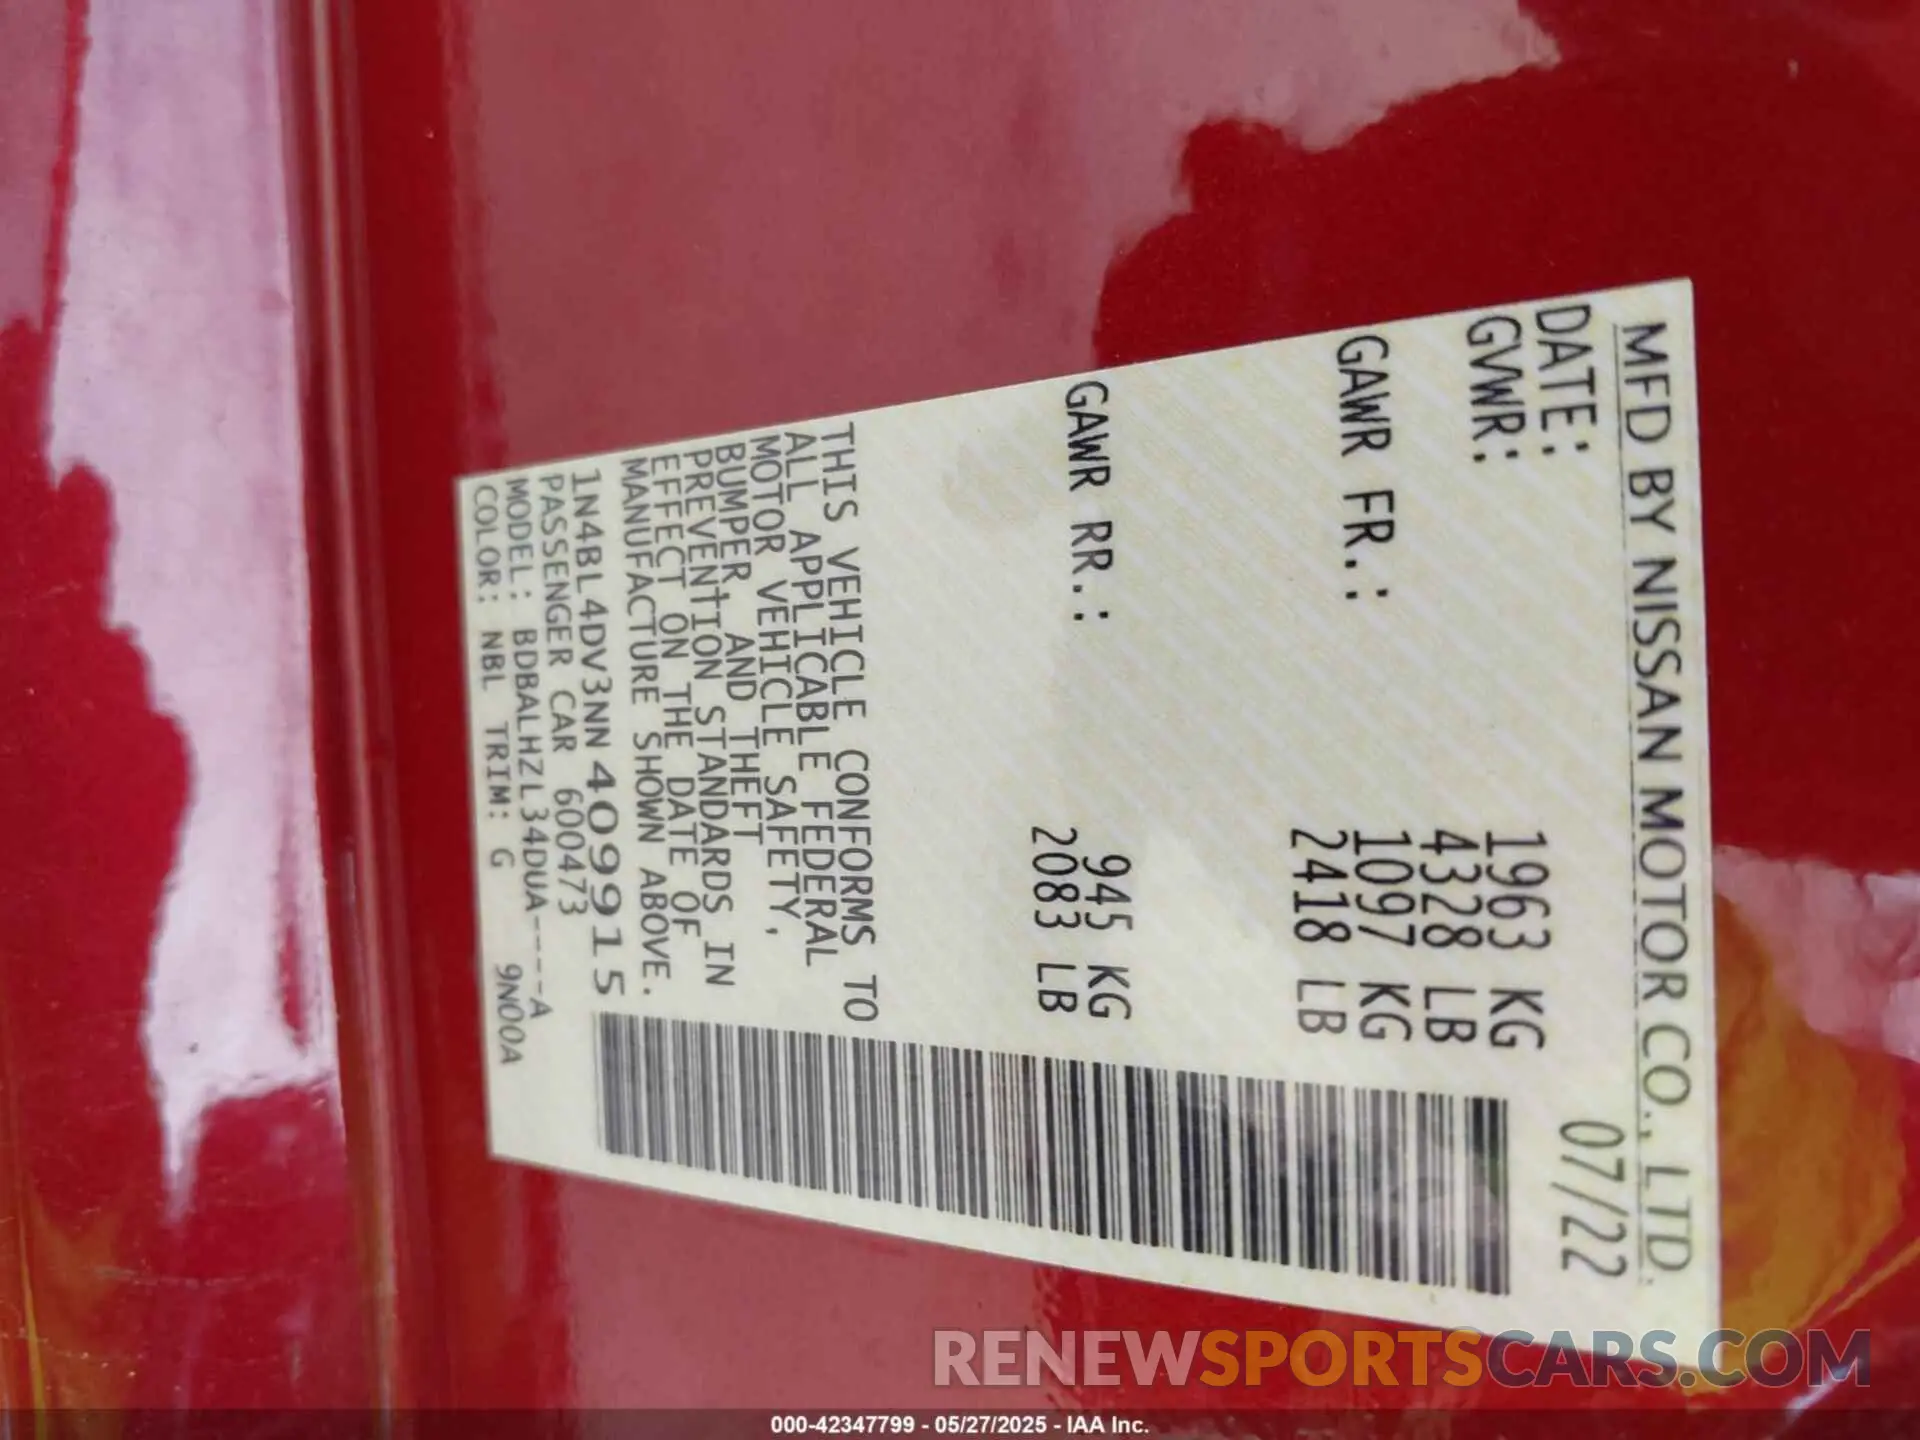 MFD BY NISSAN MOTOR CO., LTD.
DATE: 07/22
GVWR: 1963 KG
4328 LB
GAWR FR.: 1097 KG
2418 LB
GAWR RR.: 945 KG
2083 LB
THIS VEHICLE CONFORMS TO
ALL APPLICABLE FEDERAL
MOTOR VEHICLE SAFETY,
BUMPER, AND THEFT
PREVENTION STANDARDS IN
EFFECT ON THE DATE OF
MANUFACTURE SHOWN ABOVE.
1N4BL4DV3NN409915
PASSENGER CAR 600473
MODEL: BDBALHZL34DUA----A
COLOR: NBL TRIM: G 9N00A
RENEWSPORTSCARS.COM
000-42347799 - 05/27/2025 - IAA Inc.